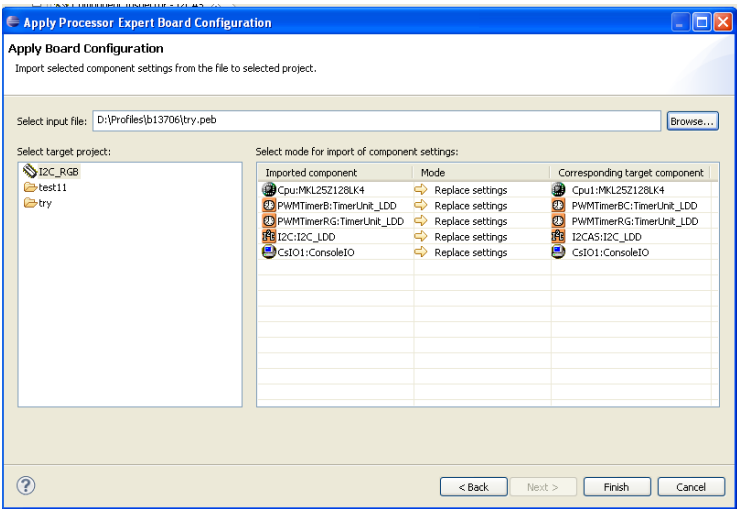 Apply Processor Expert Board Configuration
Apply Board Configuration
Import selected component settings from the file to selected project.
Select input file: D:\Profiles\b13706\try.peb Browse...
Select target project: Select mode for import of component settings:
I2C_RGB
test11
try
Imported component Mode Corresponding target component
Cpu:MKL25Z128LK4 Replace settings Cpu1:MKL25Z128LK4
PWMTimerB:TimerUnit_LDD Replace settings PWMTimerBC:TimerUnit_LDD
PWMTimerRG:TimerUnit_LDD Replace settings PWMTimerRG:TimerUnit_LDD
I2C:I2C_LDD Replace settings I2CAS:I2C_LDD
CsIO1:ConsoleIO Replace settings CsIO1:ConsoleIO
< Back Next > Finish Cancel